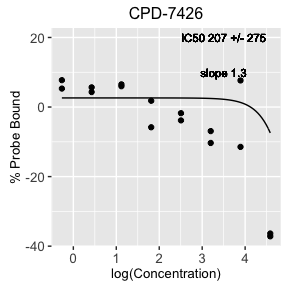 CPD-7426
IC50 207 +/- 275
slope 1.3
% Probe Bound
20
0
-20
-40
0
1
2
3
4
log(Concentration)